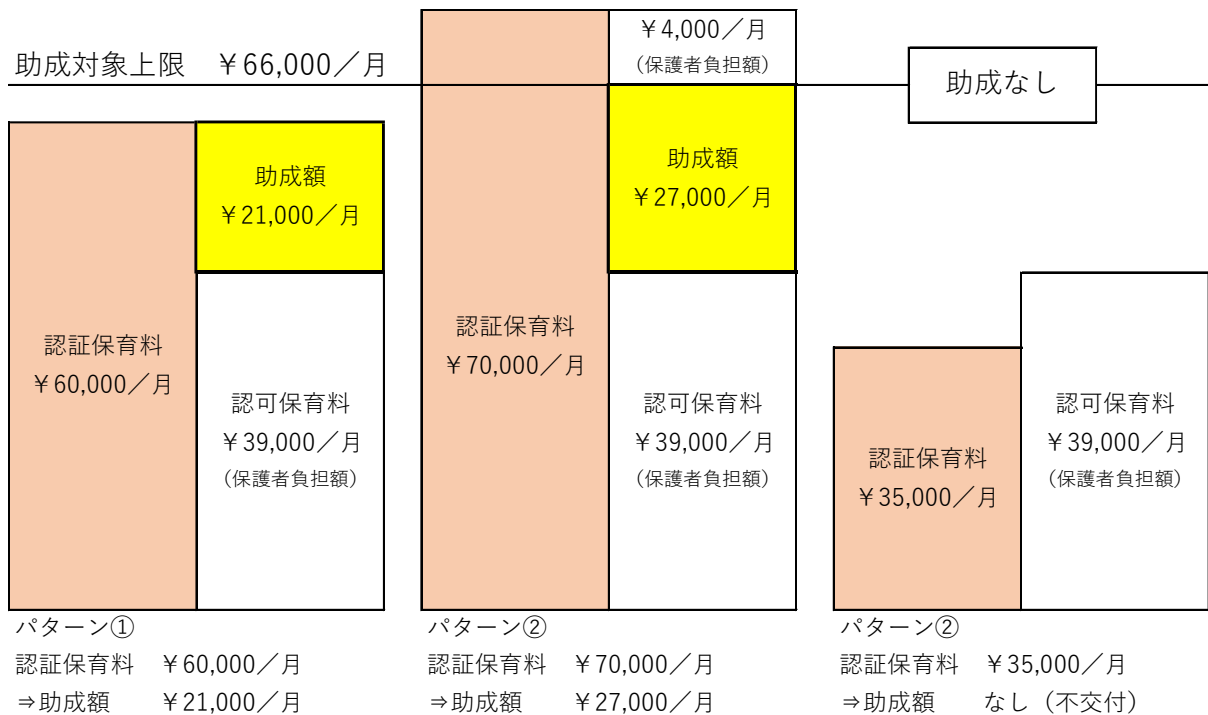 助成対象上限 ￥66,000／月
￥4,000／月
（保護者負担額）
助成なし
助成額
￥21,000／月
助成額
￥27,000／月
認証保育料
￥60,000／月
認可保育料
￥39,000／月
（保護者負担額）
認証保育料
￥70,000／月
認可保育料
￥39,000／月
（保護者負担額）
認証保育料
￥35,000／月
認可保育料
￥39,000／月
（保護者負担額）
パターン①
認証保育料 ￥60,000／月
⇒助成額 ￥21,000／月
パターン②
認証保育料 ￥70,000／月
⇒助成額 ￥27,000／月
パターン②
認証保育料 ￥35,000／月
⇒助成額 なし（不交付）